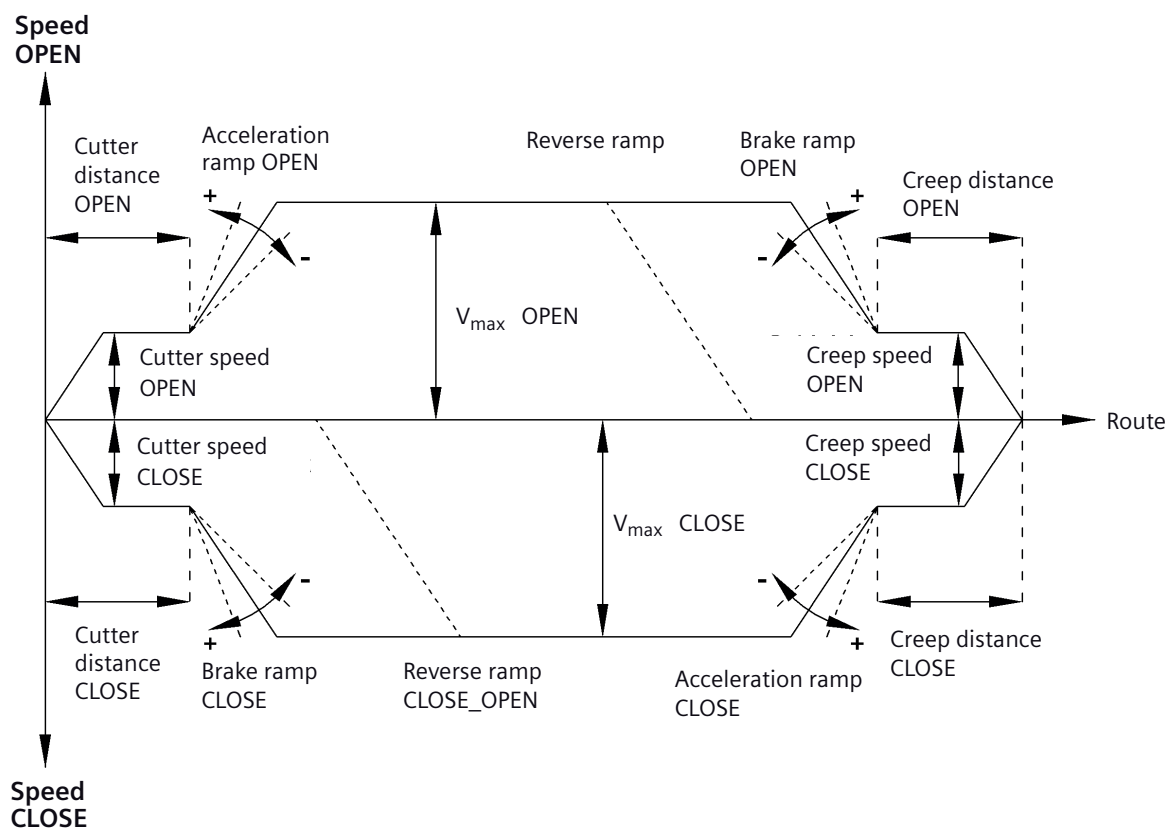 Speed
OPEN
Cutter
distance
OPEN
Acceleration
ramp OPEN
Reverse ramp
Brake ramp
OPEN
Creep distance
OPEN
+
-
+
-
Vmax OPEN
Cutter speed
OPEN
Creep speed
OPEN
Route
Cutter speed
CLOSE
Creep speed
CLOSE
Vmax CLOSE
-
+
-
+
Cutter
distance
CLOSE
Brake ramp
CLOSE
Reverse ramp
CLOSE_OPEN
Acceleration ramp
CLOSE
Creep distance
CLOSE
Speed
CLOSE